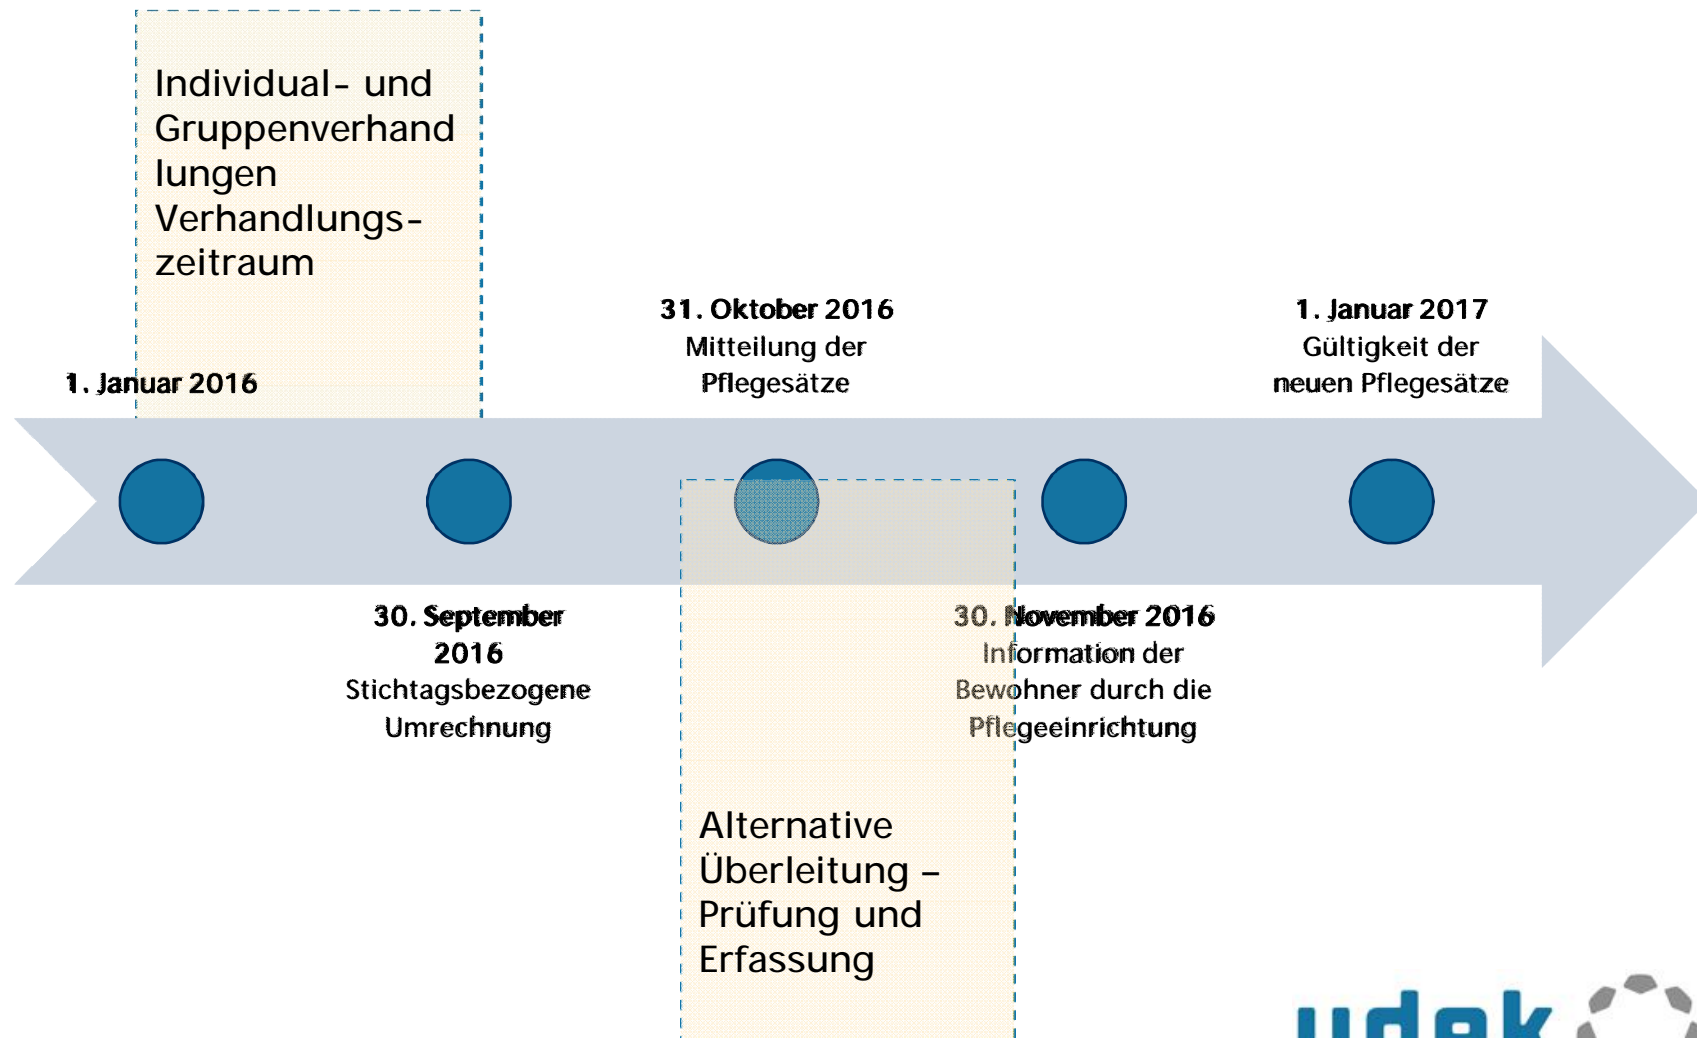 Individual- und
Gruppenverhand
lungen
Verhandlungs-
zeitraum
1. Januar 2016
31. Oktober 2016
Mitteilung der
Pflegesätze
1. Januar 2017
Gültigkeit der
neuen Pflegesätze
30. September
2016
Stichtagsbezogene
Umrechnung
30. November 2016
Information der
Bewohner durch die
Pflegeeinrichtung
Alternative
Überleitung –
Prüfung und
Erfassung